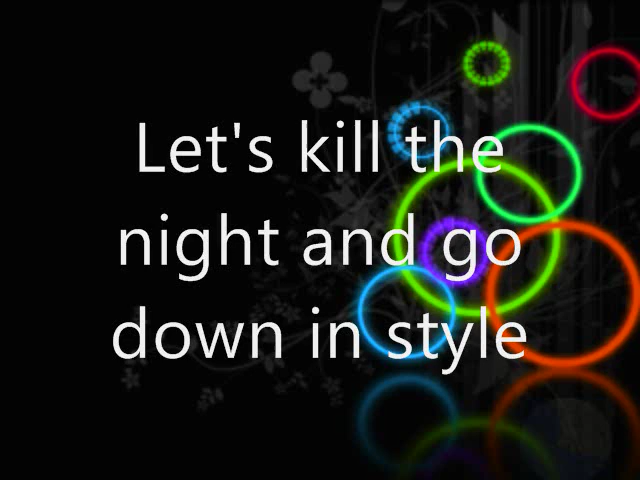 Let's kill the
night and go
down in style